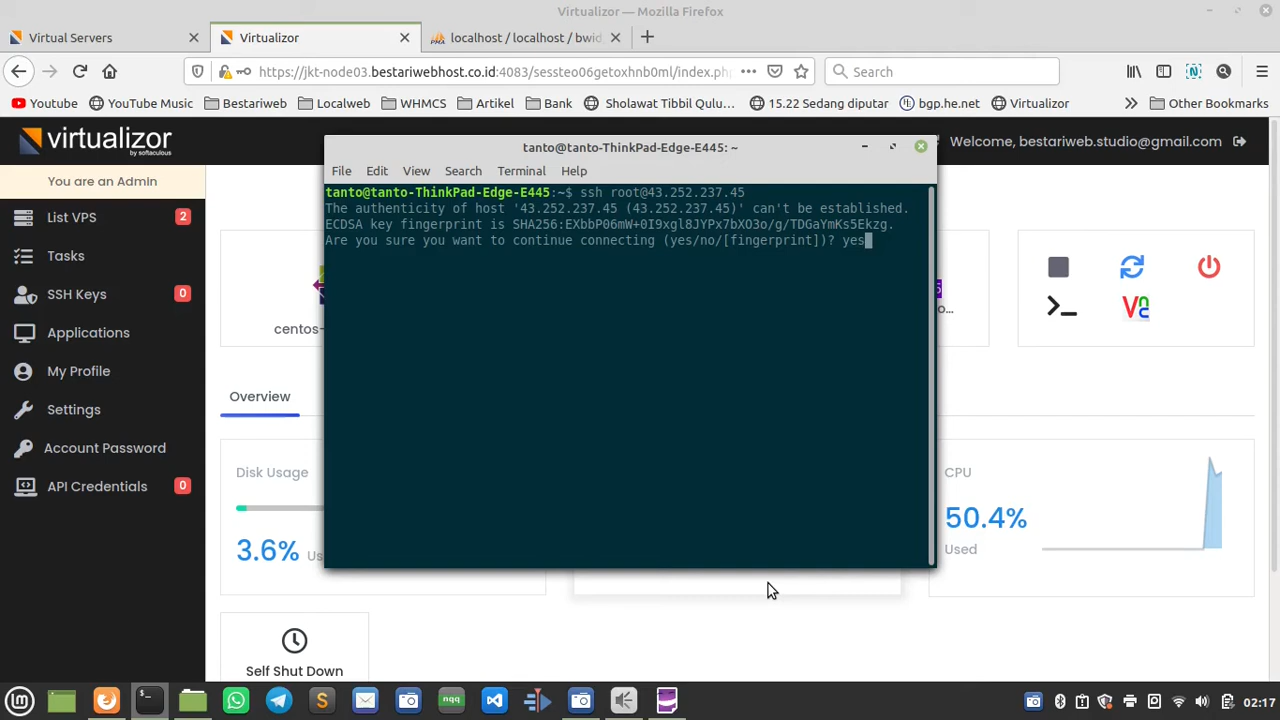 Virtualizor — Mozilla Firefox
Virtual Servers
Virtualizor
localhost / localhost / bwid
https://jkt-node03.bestariwebhost.co.id:4083/sessteo06getoxhnb0ml/index.php
Search
Youtube
YouTube Music
Bestariweb
Localweb
WHMCS
Artikel
Bank
Sholawat Tibbil Qulu…
15.22 Sedang diputar
bgp.he.net
Virtualizor
Other Bookmarks
virtualizor
by softaculous
Welcome, bestariweb.studio@gmail.com
You are an Admin
List VPS 2
Tasks
SSH Keys 0
Applications
My Profile
Settings
Account Password
API Credentials 0
tanto@tanto-ThinkPad-Edge-E445: ~
File Edit View Search Terminal Help
tanto@tanto-ThinkPad-Edge-E445:~$ ssh root@43.252.237.45
The authenticity of host '43.252.237.45 (43.252.237.45)' can't be established.
ECDSA key fingerprint is SHA256:EXbbP06mW+0I9xgl8JYPx7bXO3o/g/TDGaYmKs5Ekzg.
Are you sure you want to continue connecting (yes/no/[fingerprint])? yes
centos-
o...
Vnc
Overview
Disk Usage
3.6% Us
CPU
50.4%
Used
Self Shut Down
nqq
02:17